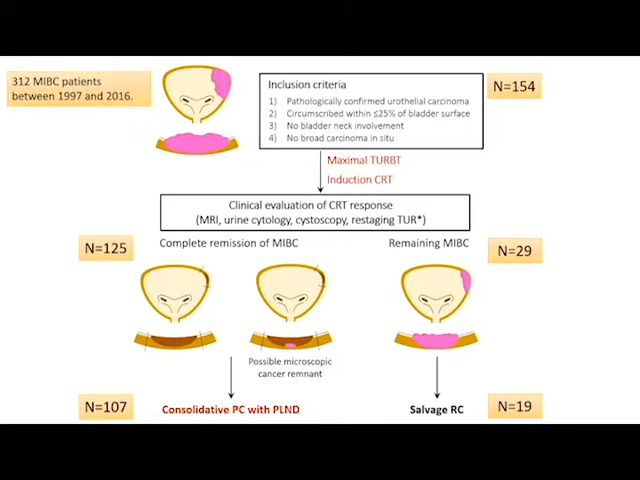 312 MIBC patients
between 1997 and 2016.
Inclusion criteria
1) Pathologically confirmed urothelial carcinoma
2) Circumscribed within ≤25% of bladder surface
3) No bladder neck involvement
4) No broad carcinoma in situ
N=154
Maximal TURBT
Induction CRT
Clinical evaluation of CRT response
(MRI, urine cytology, cystoscopy, restaging TUR*)
N=125
Complete remission of MIBC
Remaining MIBC
N=29
Possible microscopic
cancer remnant
N=107
Consolidative PC with PLND
Salvage RC
N=19